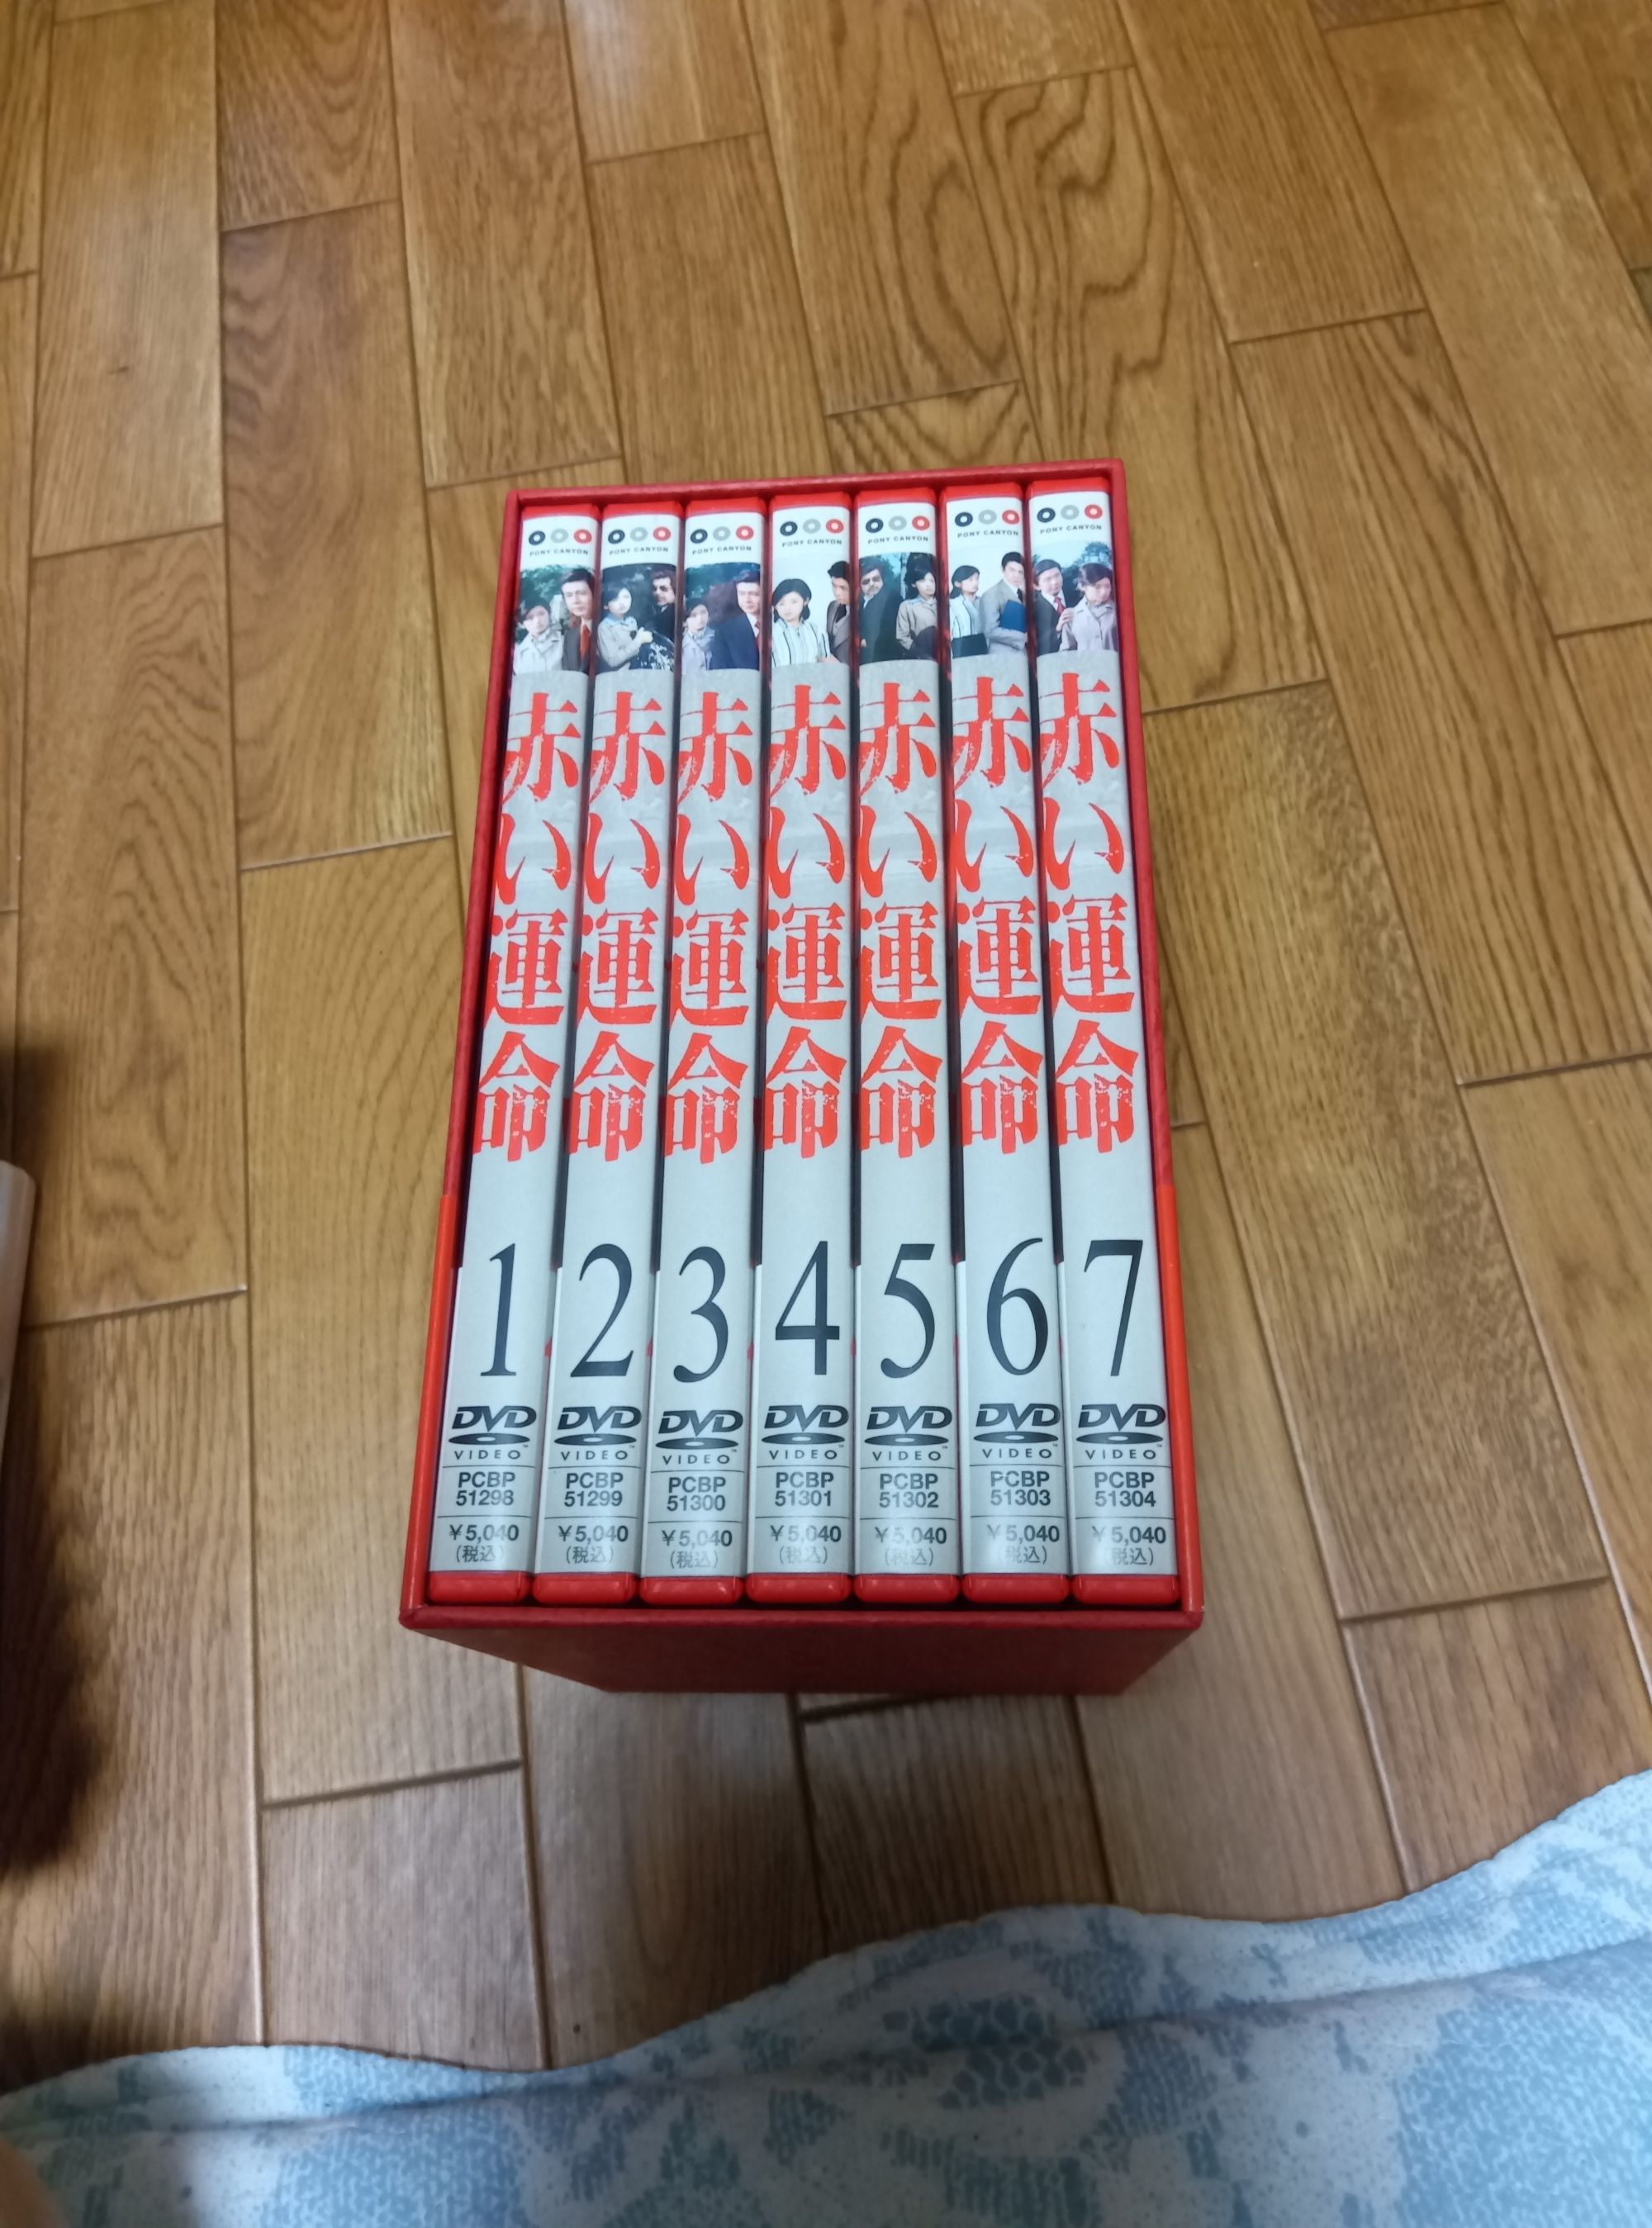 PONY CANYON
赤い運命
1
DVD
VIDEO
PCBP
51298
¥5,040
(税込)
PONY CANYON
赤い運命
2
DVD
VIDEO
PCBP
51299
¥5,040
(税込)
PONY CANYON
赤い運命
3
DVD
VIDEO
PCBP
51300
¥5,040
(税込)
PONY CANYON
赤い運命
4
DVD
VIDEO
PCBP
51301
¥5,040
(税込)
PONY CANYON
赤い運命
5
DVD
VIDEO
PCBP
51302
¥5,040
(税込)
PONY CANYON
赤い運命
6
DVD
VIDEO
PCBP
51303
¥5,040
(税込)
PONY CANYON
赤い運命
7
DVD
VIDEO
PCBP
51304
¥5,040
(税込)